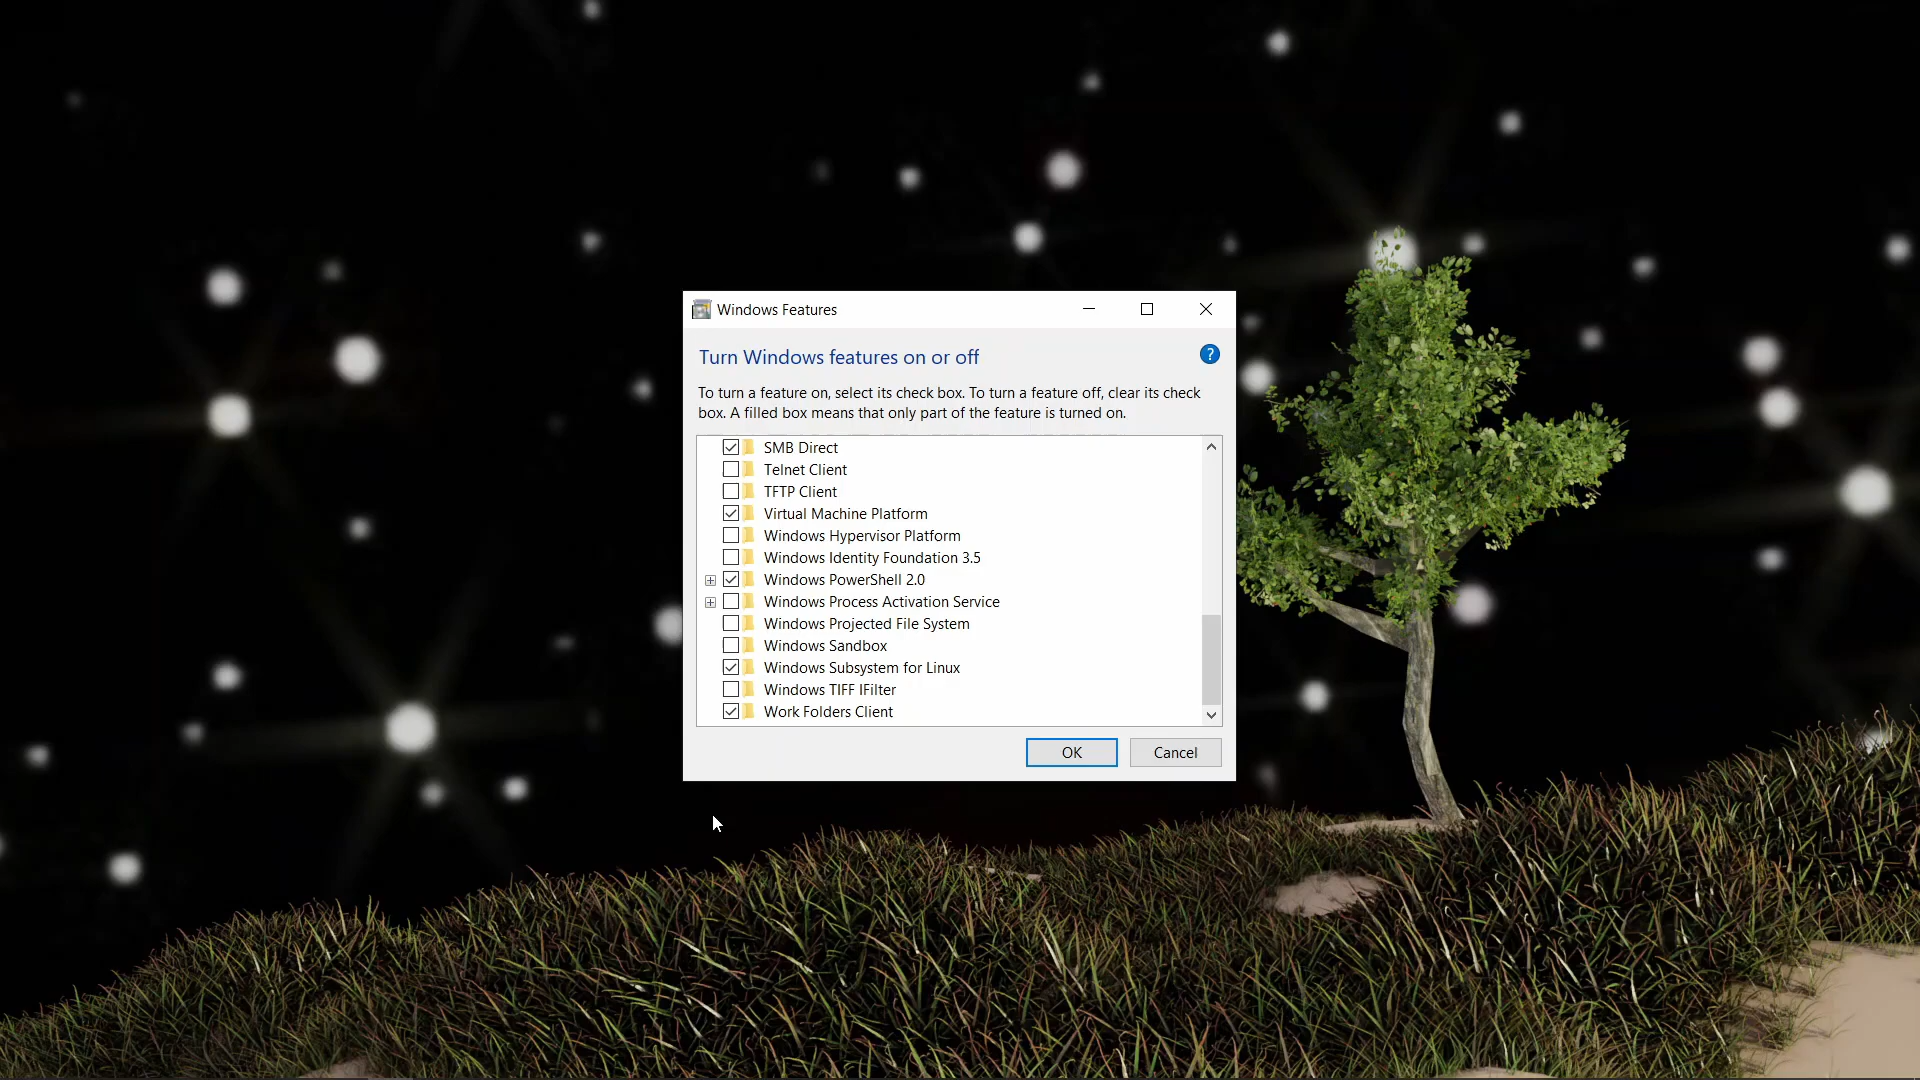 Windows Features
Turn Windows features on or off
?
To turn a feature on, select its check box. To turn a feature off, clear its check
box. A filled box means that only part of the feature is turned on.
SMB Direct
Telnet Client
TFTP Client
Virtual Machine Platform
Windows Hypervisor Platform
Windows Identity Foundation 3.5
Windows PowerShell 2.0
Windows Process Activation Service
Windows Projected File System
Windows Sandbox
Windows Subsystem for Linux
Windows TIFF IFilter
Work Folders Client
OK Cancel